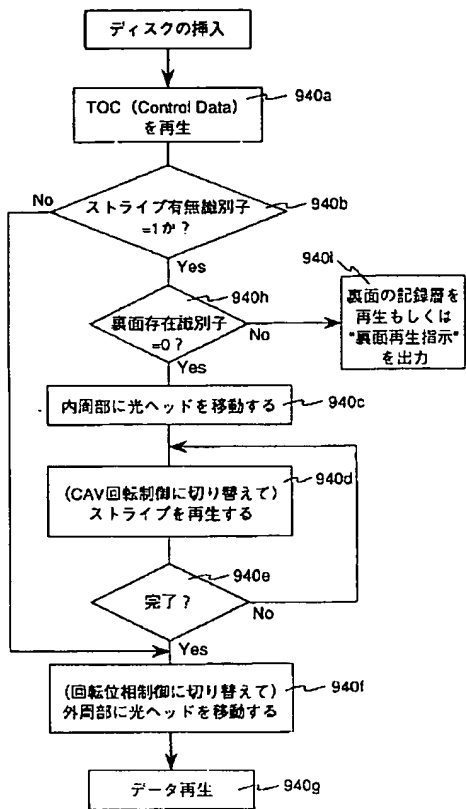 ディスクの挿入
940a
TOC（Control Data）
を再生
No
940b
ストライプ有無識別子
=1か？
Yes
940h
940i
裏面存在識別子
=0？
No
裏面の記録層を
再生もしくは
“裏面再生指示”
を出力
Yes
940c
内周部に光ヘッドを移動する
940d
（CAV回転制御に切り替えて）
ストライプを再生する
940e
完了？
No
Yes
940f
（回転位相制御に切り替えて）
外周部に光ヘッドを移動する
940g
データ再生